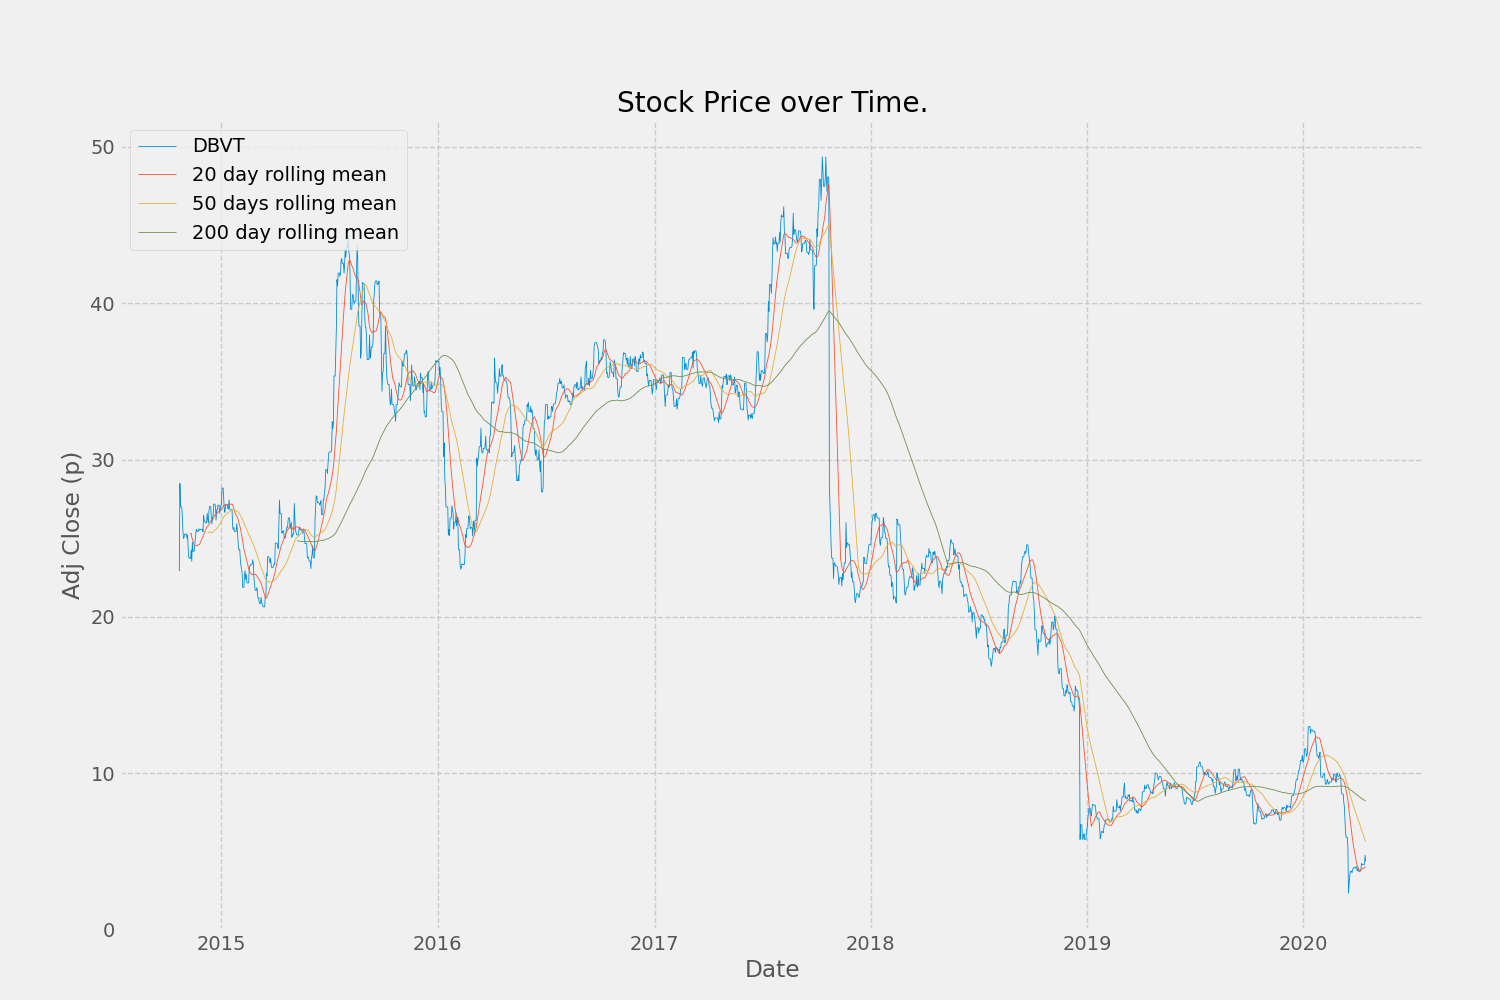 Stock Price over Time.
DBVT
20 day rolling mean
50 days rolling mean
200 day rolling mean
Adj Close (p)
50
40
30
20
10
0
2015 2016 2017 2018 2019 2020
Date